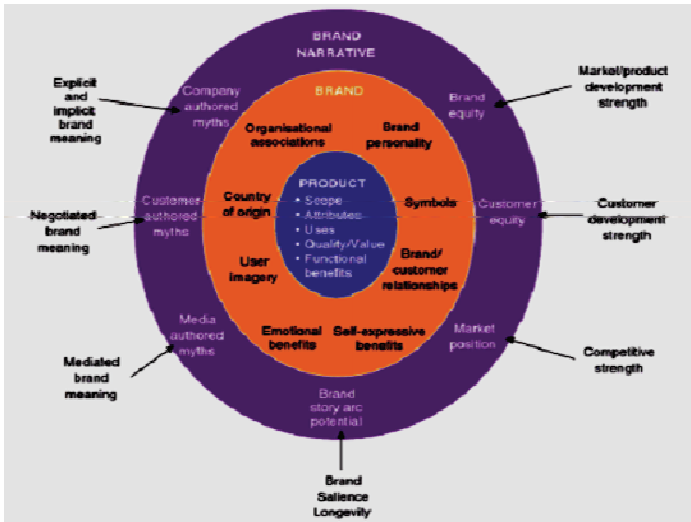 BRAND
NARRATIVE
Explicit
and
implicit
brand
meaning
Company
authored
myths
BRAND
Brand
equity
Market/product
development
strength
Organisational
associations
Brand
personality
PRODUCT
• Scope
• Attributes
• Uses
• Quality/Value
• Functional
benefits
Country
of origin
Symbols
Customer
authored
myths
Negotiated
brand
meaning
Customer
equity
Customer
development
strength
User
imagery
Brand/
customer
relationships
Media
authored
myths
Mediated
brand
meaning
Emotional
benefits
Self-expressive
benefits
Market
position
Competitive
strength
Brand
story arc
potential
Brand
Salience
Longevity